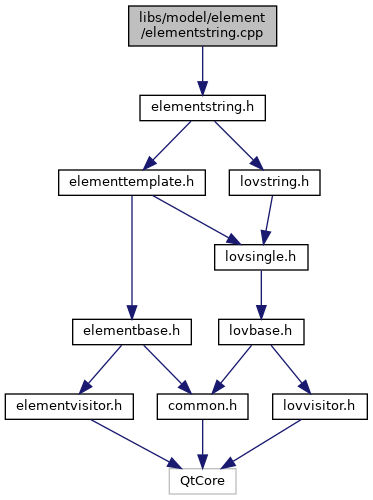 libs/model/element
/elementstring.cpp
elementstring.h
elementtemplate.h
lovstring.h
lovsingle.h
elementbase.h
lovbase.h
elementvisitor.h
common.h
lovvisitor.h
QtCore